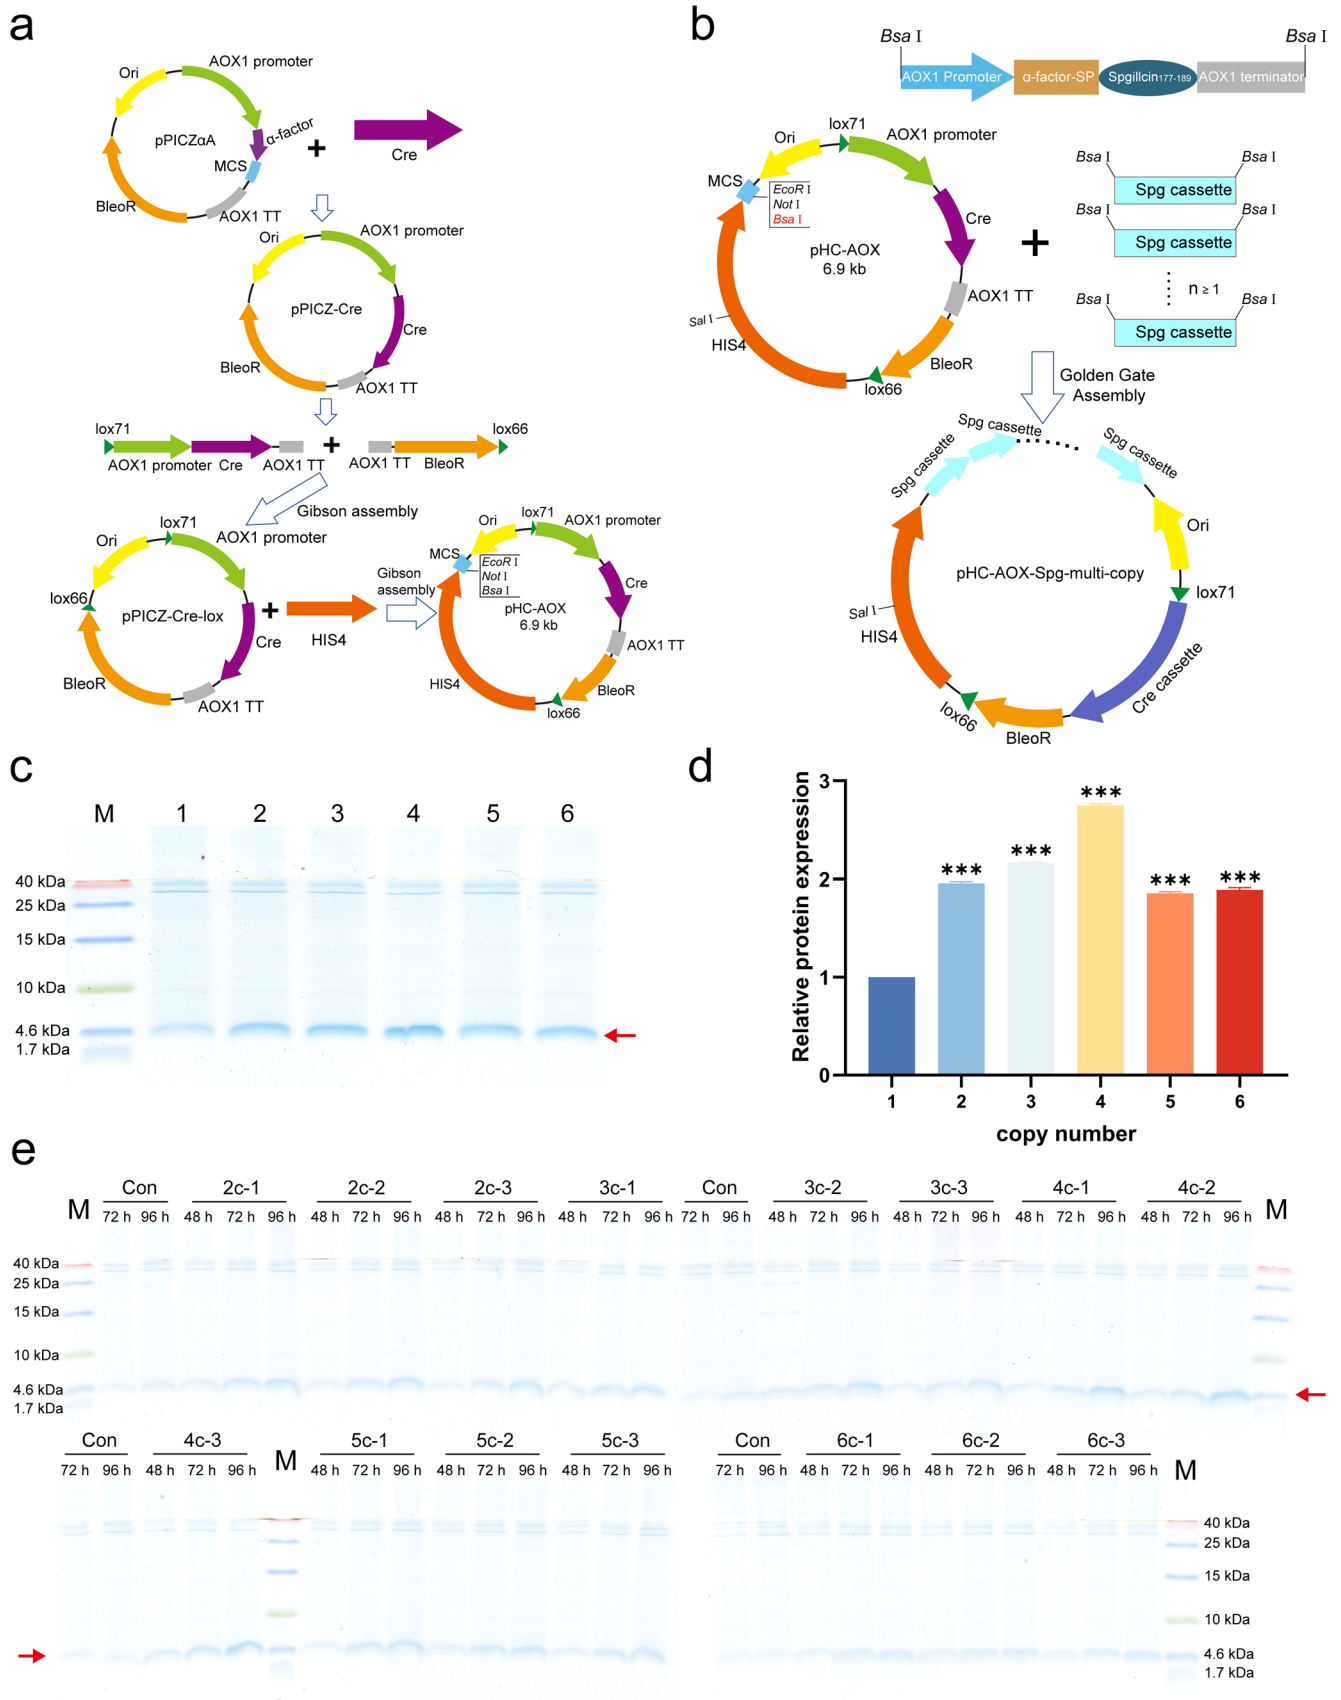 a
AOX1 promoter
Ori
α-factor
pPICZαA
MCS
BleoR
AOX1 TT
+
Cre
AOX1 promoter
Ori
pPICZ-Cre
Cre
BleoR
AOX1 TT
lox71
lox66
+
AOX1 promoter Cre AOX1 TT
AOX1 TT BleoR
Gibson assembly
lox71
AOX1 promoter
Ori
lox66
pPICZ-Cre-lox
Cre
BleoR
AOX1 TT
+
HIS4
Gibson
assembly
Ori
lox71
AOX1 promoter
MCS
EcoR I
Not I
Bsa I
Cre
pHC-AOX
6.9 kb
AOX1 TT
HIS4
BleoR
lox66
b
Bsa I
Bsa I
AOX1 Promoter
α-factor-SP
Spgillcin177-189
AOX1 terminator
lox71
Ori
AOX1 promoter
MCS
EcoR I
Not I
Bsa I
Cre
pHC-AOX
6.9 kb
AOX1 TT
Sal I
HIS4
BleoR
lox66
+
Bsa I
Bsa I
Spg cassette
Bsa I
Bsa I
Spg cassette
n ≥ 1
Bsa I
Bsa I
Spg cassette
Golden Gate
Assembly
Spg cassette
Spg cassette
Spg cassette
Ori
pHC-AOX-Spg-multi-copy
lox71
Sal I
HIS4
Cre cassette
lox66
BleoR
c
M 1 2 3 4 5 6
40 kDa
25 kDa
15 kDa
10 kDa
4.6 kDa
1.7 kDa
d
Relative protein expression
3
2
1
0
***
***
***
***
***
1 2 3 4 5 6
copy number
e
M Con 2c-1 2c-2 2c-3 3c-1 Con 3c-2 3c-3 4c-1 4c-2 M
72 h 96 h 48 h 72 h 96 h 48 h 72 h 96 h 48 h 72 h 96 h 48 h 72 h 96 h 72 h 96 h 48 h 72 h 96 h 48 h 72 h 96 h 48 h 72 h 96 h 48 h 72 h 96 h
40 kDa
25 kDa
15 kDa
10 kDa
4.6 kDa
1.7 kDa
Con 4c-3 M 5c-1 5c-2 5c-3 Con 6c-1 6c-2 6c-3 M
72 h 96 h 48 h 72 h 96 h 48 h 72 h 96 h 48 h 72 h 96 h 48 h 72 h 96 h 72 h 96 h 48 h 72 h 96 h 48 h 72 h 96 h 48 h 72 h 96 h
40 kDa
25 kDa
15 kDa
10 kDa
4.6 kDa
1.7 kDa